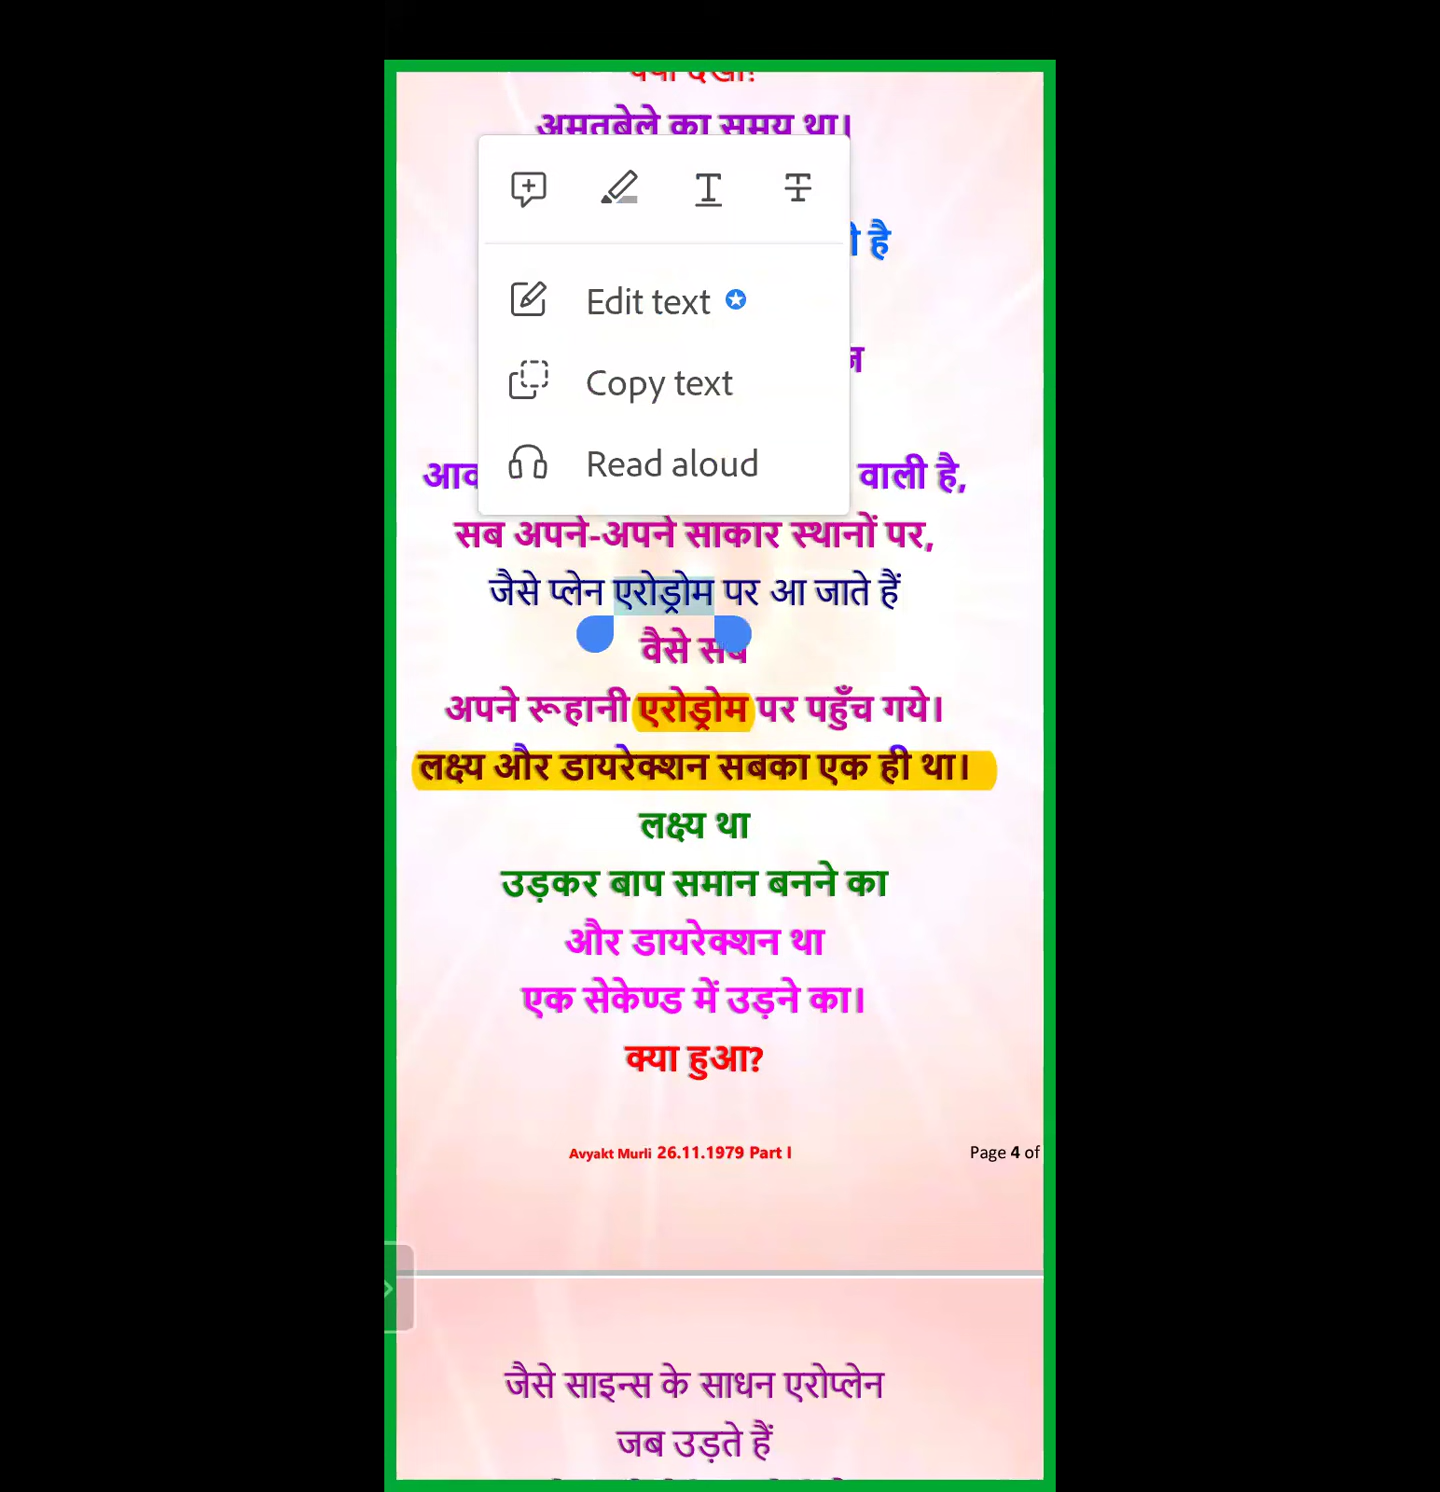 अमृतबेले का समय था।
है
Edit text
Copy text
Read aloud
वाली है,
सब अपने-अपने साकार स्थानों पर,
जैसे प्लेन एरोड्रोम पर आ जाते हैं
वैसे सब
अपने रूहानी एरोड्रोम पर पहुँच गये।
लक्ष्य और डायरेक्शन सबका एक ही था।
लक्ष्य था
उड़कर बाप समान बनने का
और डायरेक्शन था
एक सेकेण्ड में उड़ने का।
क्या हुआ?
Avyakt Murli 26.11.1979 Part I
Page 4 of
जैसे साइन्स के साधन एरोप्लेन
जब उड़ते हैं